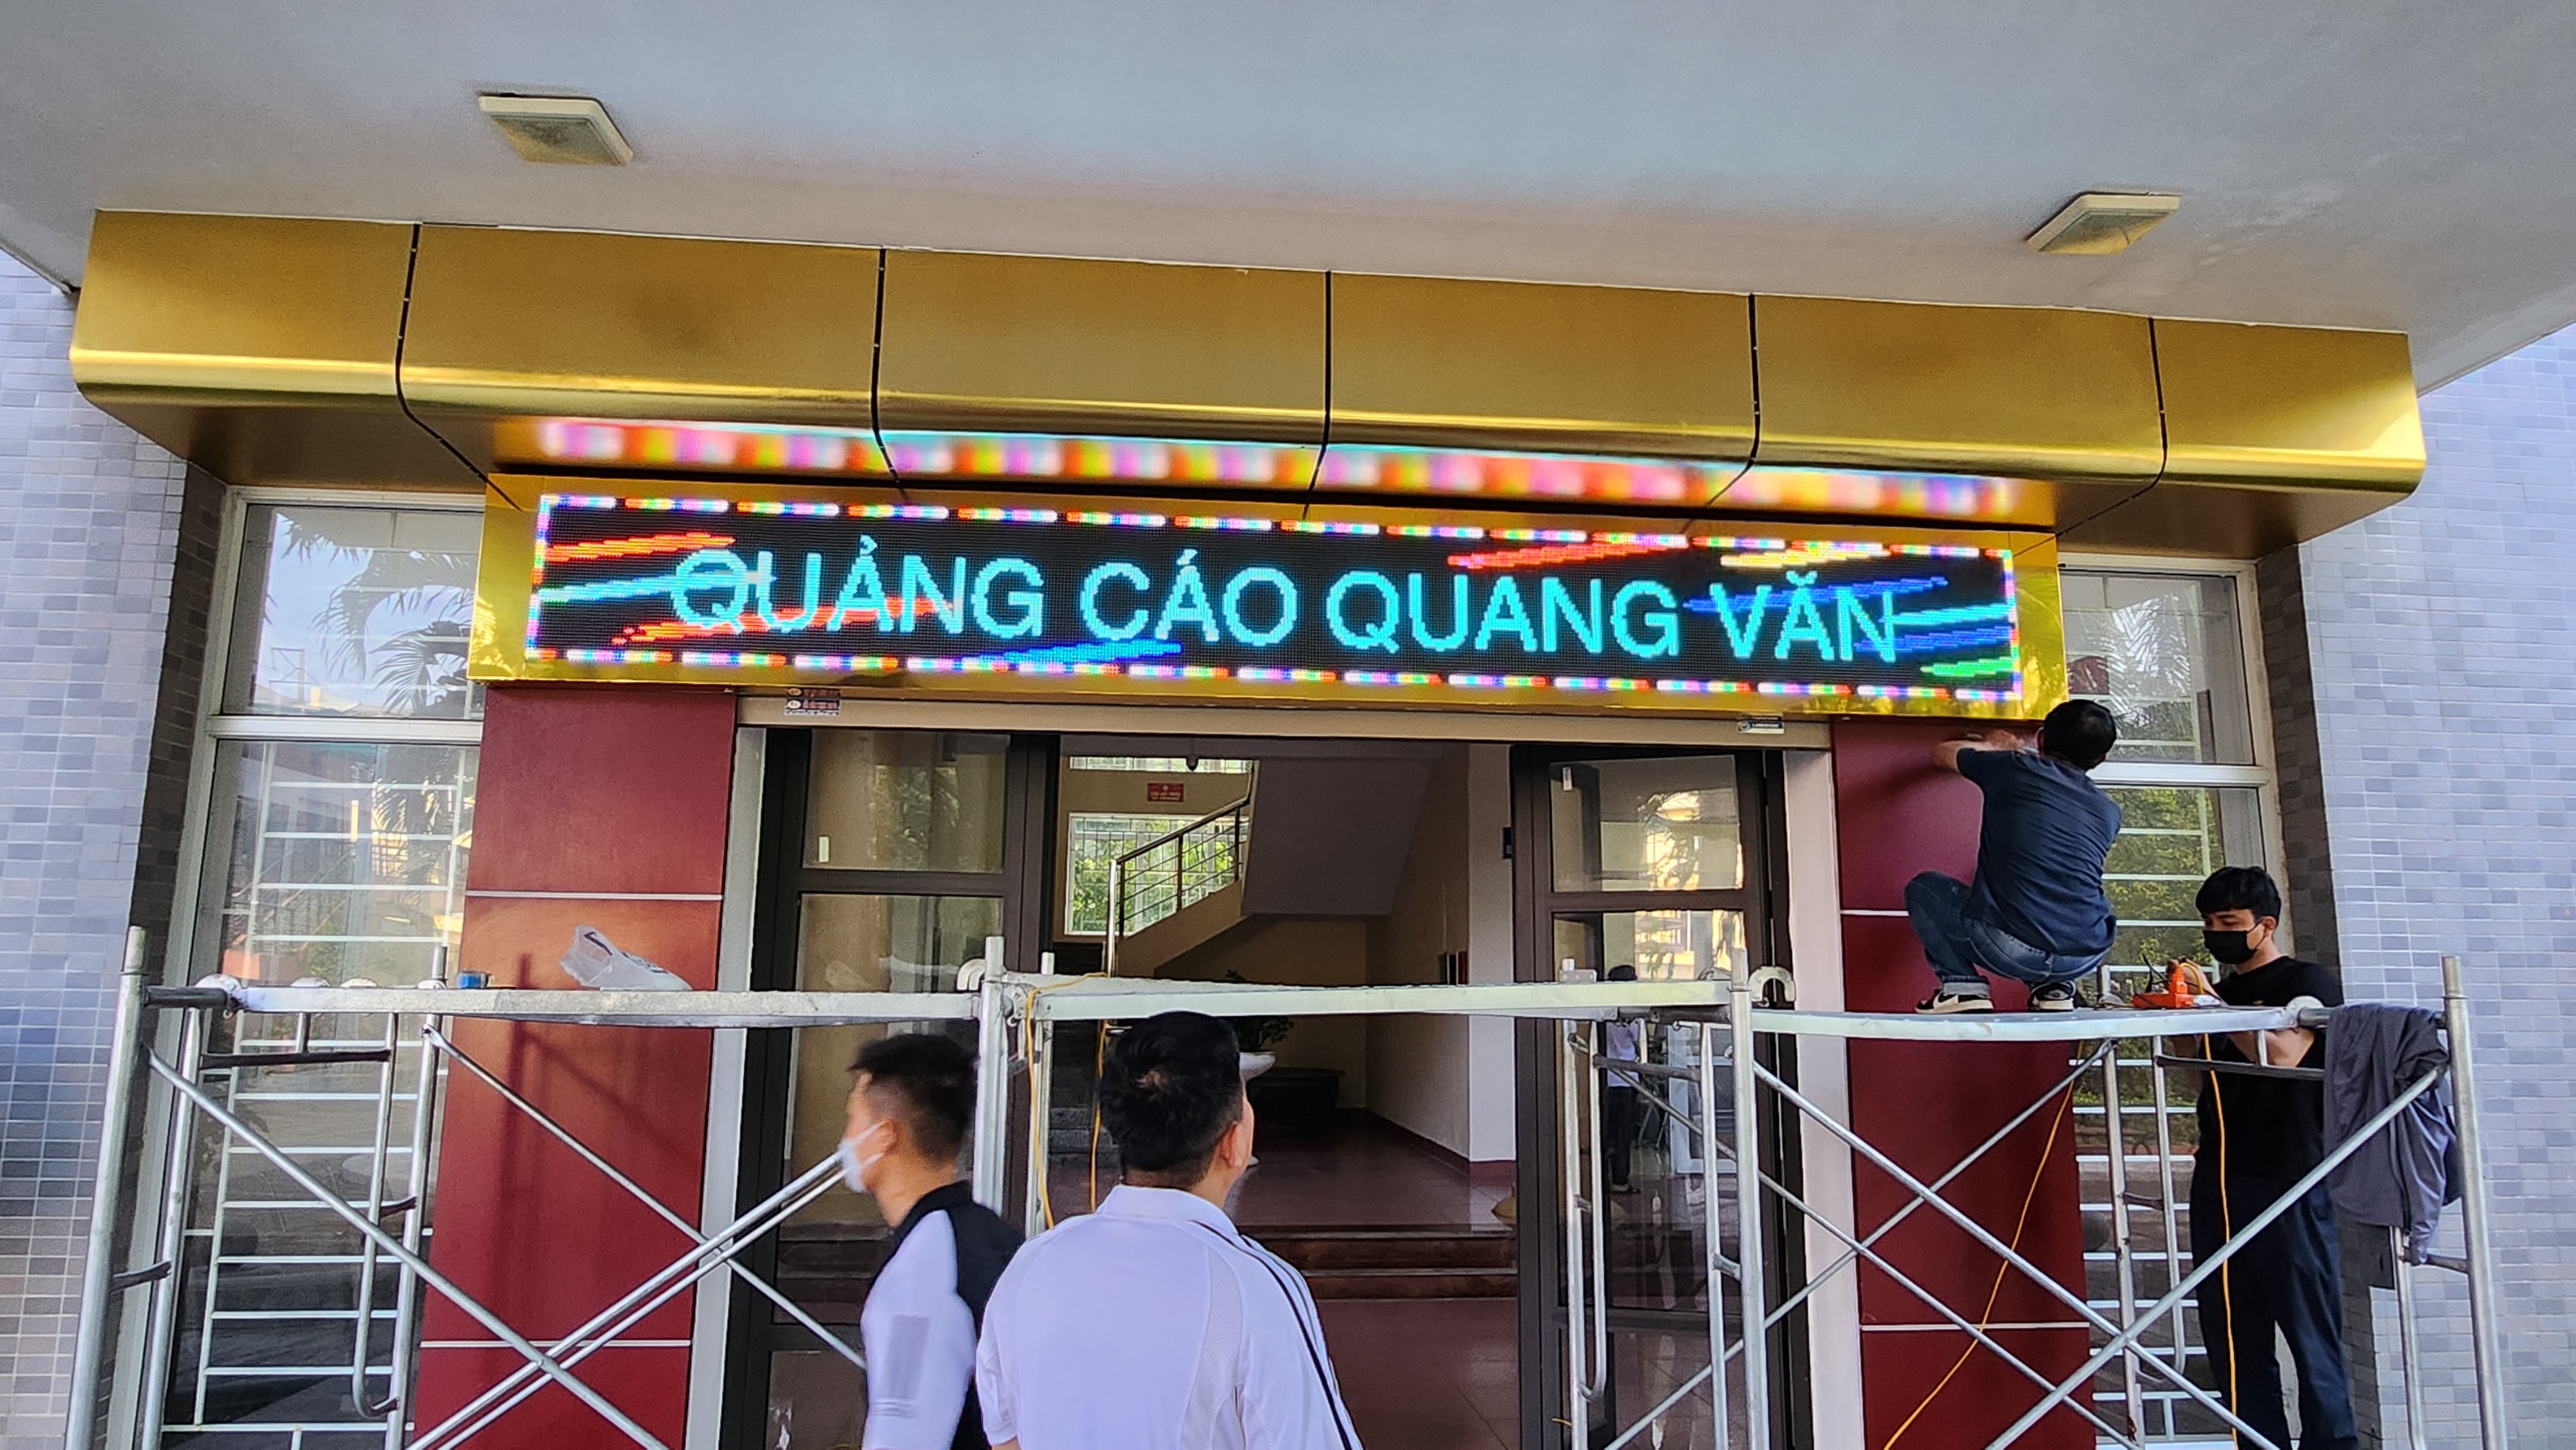 QUẢNG CÁO QUANG VĂN